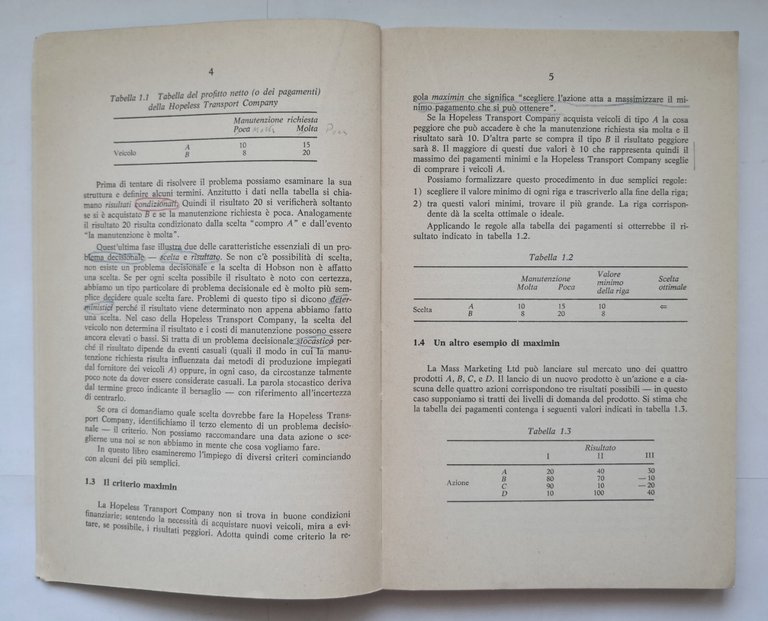 4
Tabella 1.1 Tabella del profitto netto (o dei pagamenti)
della Hopeless Transport Company
Manutenzione richiesta
Poca Molta Molta Poca
Veicolo A 10 15
B 8 20
Prima di tentare di risolvere il problema possiamo esaminare la sua
struttura e definire alcuni termini. Anzitutto i dati nella tabella si chia-
mano risultati condizionati. Quindi il risultato 20 si verificherà soltanto
se si è acquistato B e se la manutenzione richiesta è poca. Analogamente
il risultato 20 risulta condizionato dalla scelta “compro A” e dall'evento
“la manutenzione è molta”.
Quest'ultima fase illustra due delle caratteristiche essenziali di un pro-
blema decisionale — scelta e risultato. Se non c'è possibilità di scelta,
non esiste un problema decisionale e la scelta di Hobson non è affatto
una scelta. Se per ogni scelta possibile il risultato è noto con certezza,
abbiamo un tipo particolare di problema decisionale ed è molto più sem-
plice decidere quale scelta fare. Problemi di questo tipo si dicono deter-
ministici perché il risultato viene determinato non appena abbiamo fatto
una scelta. Nel caso della Hopeless Transport Company, la scelta del
veicolo non determina il risultato e i costi di manutenzione possono essere
ancora elevati o bassi. Si tratta di un problema decisionale stocastico per-
ché il risultato dipende da eventi casuali (quali il modo in cui la manu-
tenzione richiesta risulta influenzata dai metodi di produzione impiegati
dal fornitore dei veicoli A) oppure, in ogni caso, da circostanze talmente
poco note da dover essere considerate casuali. La parola stocastico deriva
dal termine greco indicante il bersaglio — con riferimento all'incertezza
di centrarlo.
Se ora ci domandiamo quale scelta dovrebbe fare la Hopeless Trans-
port Company, identifichiamo il terzo elemento di un problema decisio-
nale — il criterio. Non possiamo raccomandare una data azione o sce-
glierne una noi se non abbiamo in mente che cosa vogliamo fare.
In questo libro esamineremo l'impiego di diversi criteri cominciando
con alcuni dei più semplici.
1.3 Il criterio maximin
La Hopeless Transport Company non si trova in buone condizioni
finanziarie; sentendo la necessità di acquistare nuovi veicoli, mira a evi-
tare, se possibile, i risultati peggiori. Adotta quindi come criterio la re-
5
gola maximin che significa “scegliere l'azione atta a massimizzare il mi-
nimo pagamento che si può ottenere”.
Se la Hopeless Transport Company acquista veicoli di tipo A la cosa
peggiore che può accadere è che la manutenzione richiesta sia molta e il
risultato sarà 10. D'altra parte se compra il tipo B il risultato peggiore
sarà 8. Il maggiore di questi due valori è 10 che rappresenta quindi il
massimo dei pagamenti minimi e la Hopeless Transport Company sceglie
di comprare i veicoli A.
Possiamo formalizzare questo procedimento in due semplici regole:
1) scegliere il valore minimo di ogni riga e trascriverlo alla fine della riga;
2) tra questi valori minimi, trovare il più grande. La riga corrispon-
dente dà la scelta ottimale o ideale.
Applicando le regole alla tabella dei pagamenti si otterrebbe il ri-
sultato indicato in tabella 1.2.
Tabella 1.2
Manutenzione Valore minimo della riga Scelta ottimale
Molta Poca
Scelta A 10 15 10 ⇐
B 8 20 8
1.4 Un altro esempio di maximin
La Mass Marketing Ltd può lanciare sul mercato uno dei quattro
prodotti A, B, C, e D. Il lancio di un nuovo prodotto è un'azione e a cia-
scuna delle quattro azioni corrispondono tre risultati possibili — in questo
caso supponiamo si tratti dei livelli di domanda del prodotto. Si stima che
la tabella dei pagamenti contenga i seguenti valori indicati in tabella 1.3.
Tabella 1.3
Risultato
I II III
Azione A 20 40 30
B 80 70 —10
C 90 10 —20
D 10 100 40